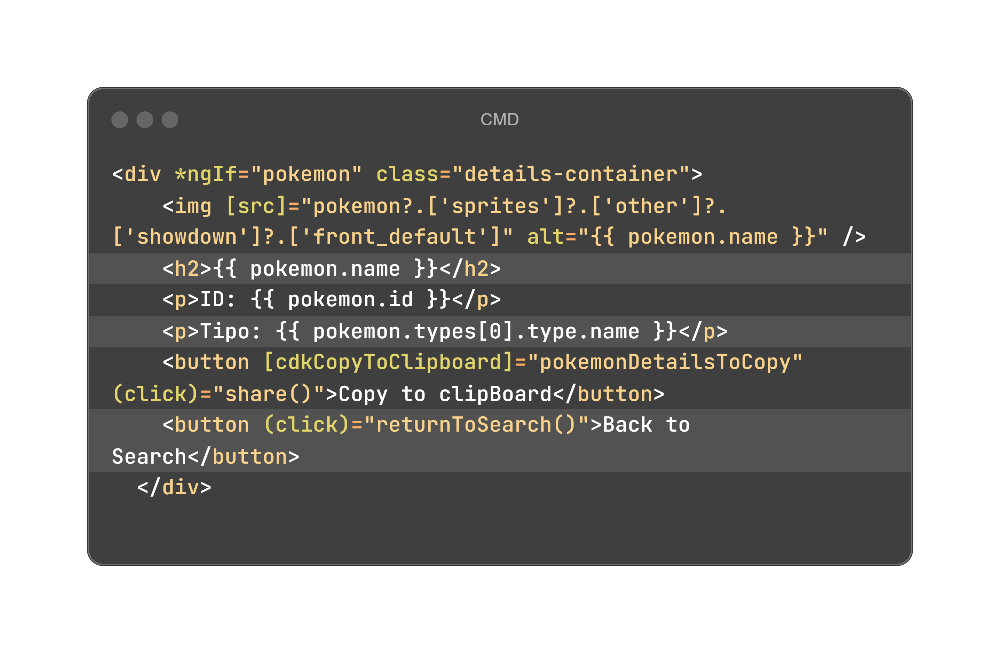 CMD
<div *ngIf="pokemon" class="details-container">
    <img [src]="pokemon?.['sprites']?.['other']?.
['showdown']?.['front_default']" alt="{{ pokemon.name }}" />
    <h2>{{ pokemon.name }}</h2>
    <p>ID: {{ pokemon.id }}</p>
    <p>Tipo: {{ pokemon.types[0].type.name }}</p>
    <button [cdkCopyToClipboard]="pokemonDetailsToCopy"
(click)="share()">Copy to clipBoard</button>
    <button (click)="returnToSearch()">Back to
Search</button>
  </div>